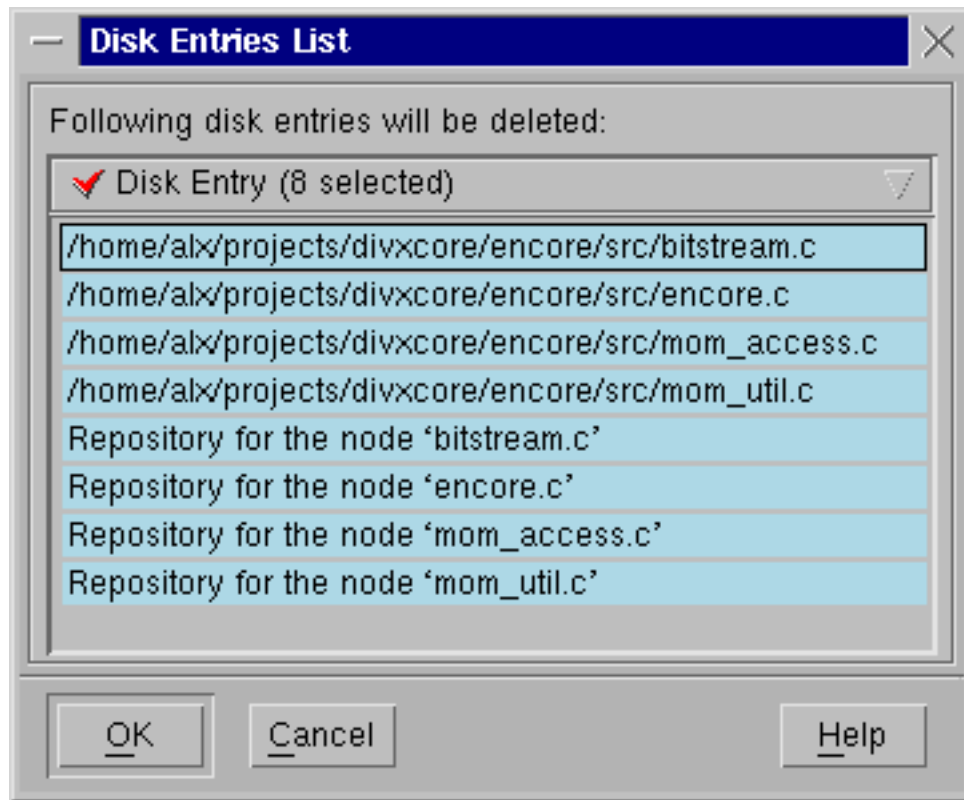 Disk Entries List
Following disk entries will be deleted:
Disk Entry (8 selected)
/home/alx/projects/divxcore/encore/src/bitstream.c
/home/alx/projects/divxcore/encore/src/encore.c
/home/alx/projects/divxcore/encore/src/mom_access.c
/home/alx/projects/divxcore/encore/src/mom_util.c
Repository for the node ‘bitstream.c’
Repository for the node ‘encore.c’
Repository for the node ‘mom_access.c’
Repository for the node ‘mom_util.c’
OK Cancel Help